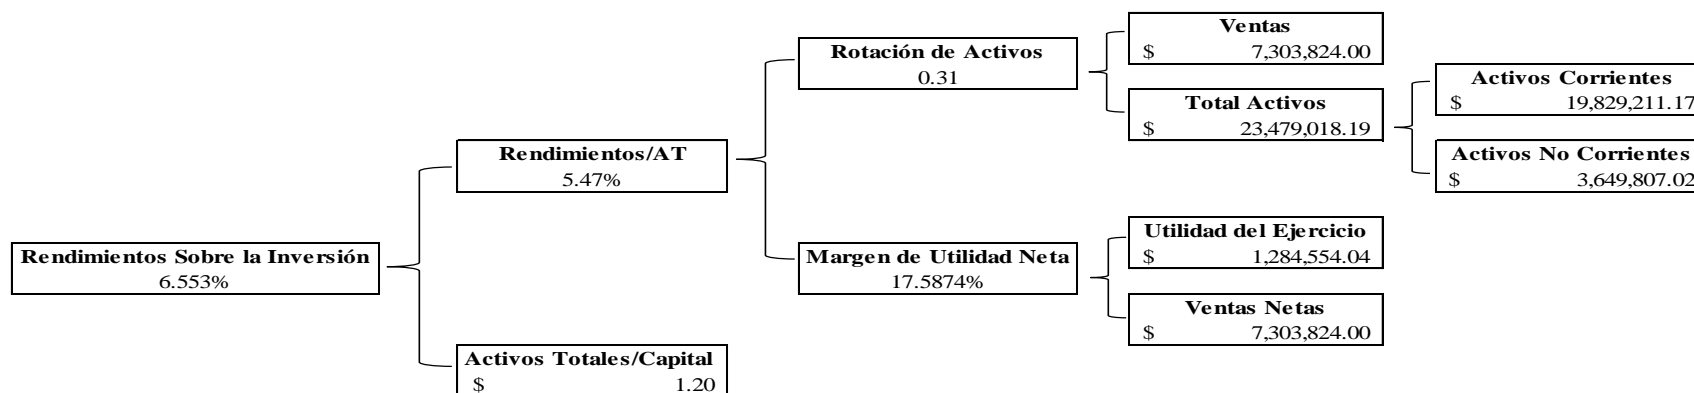 Ventas
$ 7,303,824.00
Rotación de Activos
0.31
Activos Corrientes
$ 19,829,211.17
Total Activos
$ 23,479,018.19
Rendimientos/AT
5.47%
Activos No Corrientes
$ 3,649,807.02
Utilidad del Ejercicio
$ 1,284,554.04
Rendimientos Sobre la Inversión
6.553%
Margen de Utilidad Neta
17.5874%
Ventas Netas
$ 7,303,824.00
Activos Totales/Capital
$ 1.20